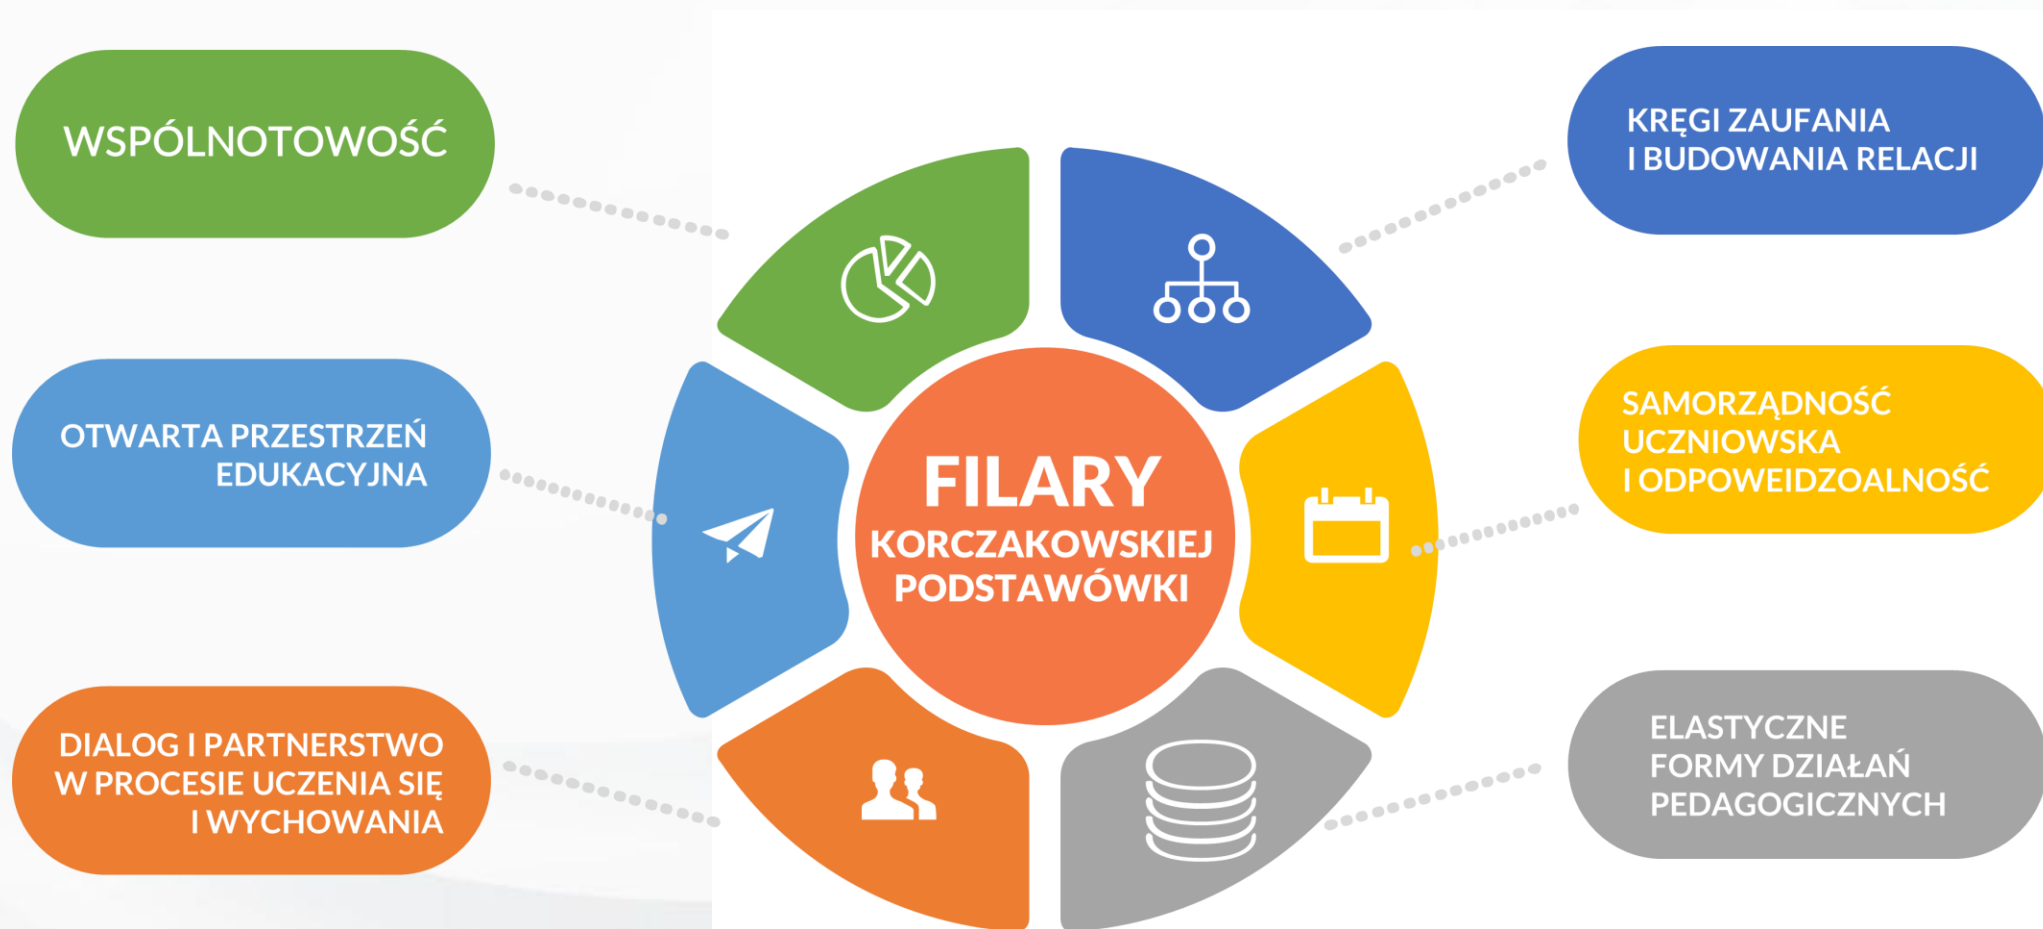 WSPÓLNOTOWOŚĆ
OTWARTA PRZESTRZEŃ
EDUKACYJNA
DIALOG I PARTNERSTWO
W PROCESIE UCZENIA SIĘ
I WYCHOWANIA
FILARY
KORCZAKOWSKIEJ
PODSTAWÓWKI
KRĘGI ZAUFANIA
I BUDOWANIA RELACJI
SAMORZĄDNOŚĆ
UCZNIOWSKA
I ODPOWEIDZOALNOŚĆ
ELASTYCZNE
FORMY DZIAŁAŃ
PEDAGOGICZNYCH